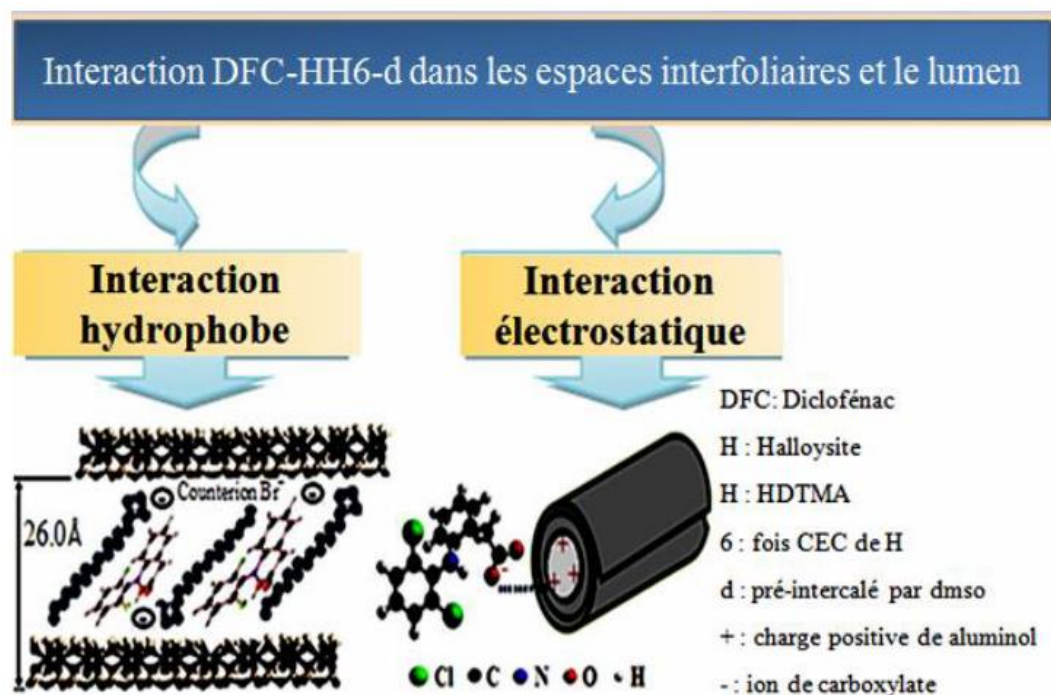 Interaction DFC-HH6-d dans les espaces interfoliaires et le lumen
Interaction
hydrophobe
Interaction
électrostatique
Counterion Br⁻
26.0Å
DFC: Diclofénac
H : Halloysite
H : HDTMA
6 : fois CEC de H
d : pré-intercalé par dmso
+ : charge positive de aluminol
- : ion de carboxylate
Cl C N O H